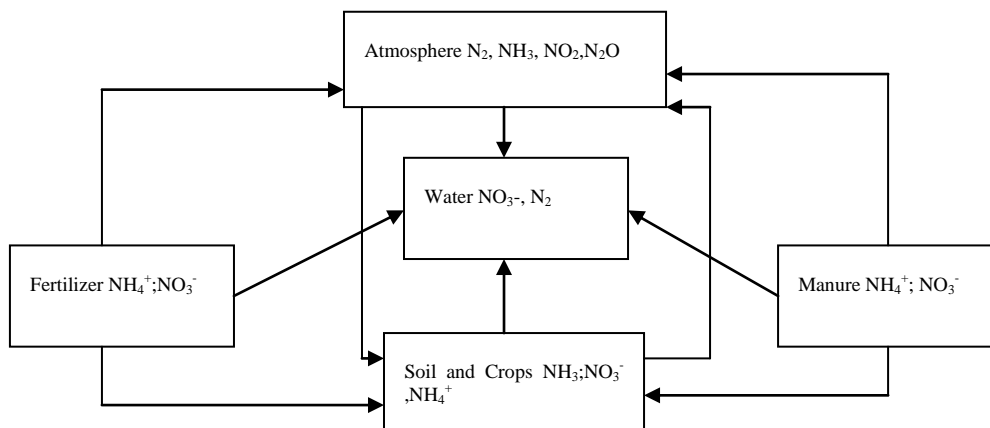 Atmosphere N₂, NH₃, NO₂,N₂O
Water NO₃-, N₂
Fertilizer NH₄⁺;NO₃⁻
Manure NH₄⁺; NO₃⁻
Soil and Crops NH₃;NO₃⁻
,NH₄⁺